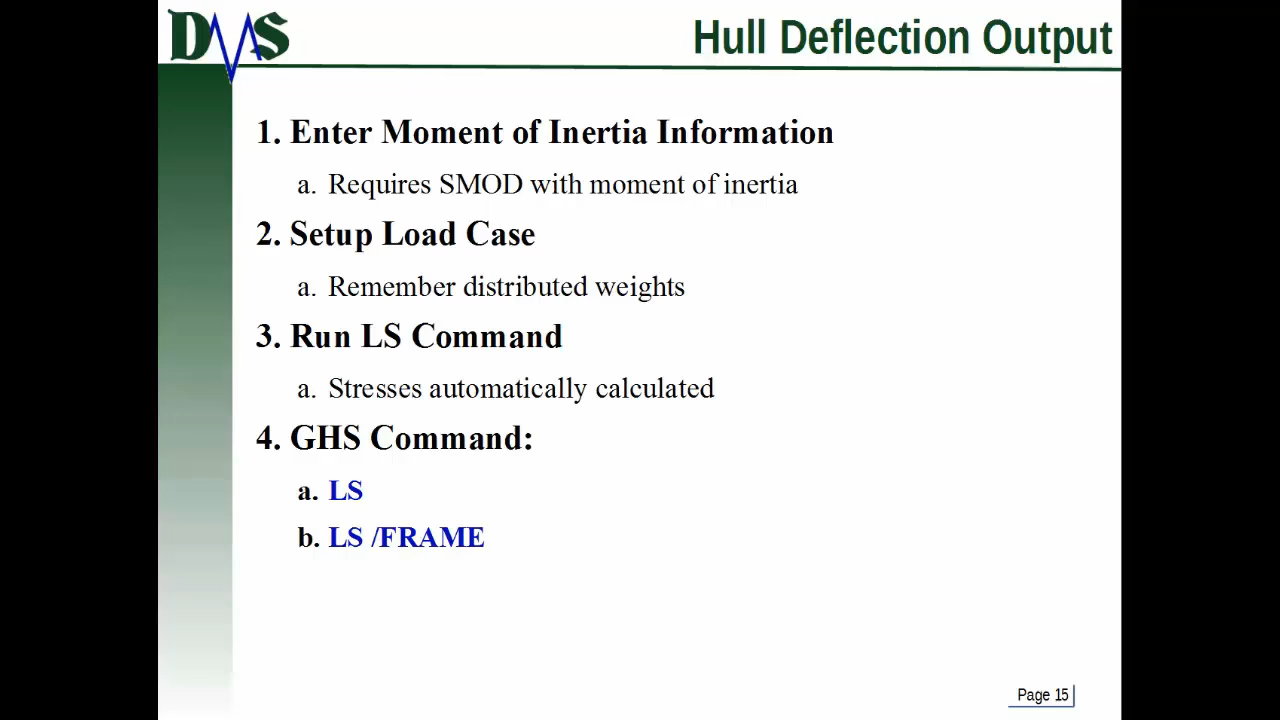 DMS
Hull Deflection Output
1. Enter Moment of Inertia Information
a. Requires SMOD with moment of inertia
2. Setup Load Case
a. Remember distributed weights
3. Run LS Command
a. Stresses automatically calculated
4. GHS Command:
a. LS
b. LS /FRAME
Page 15